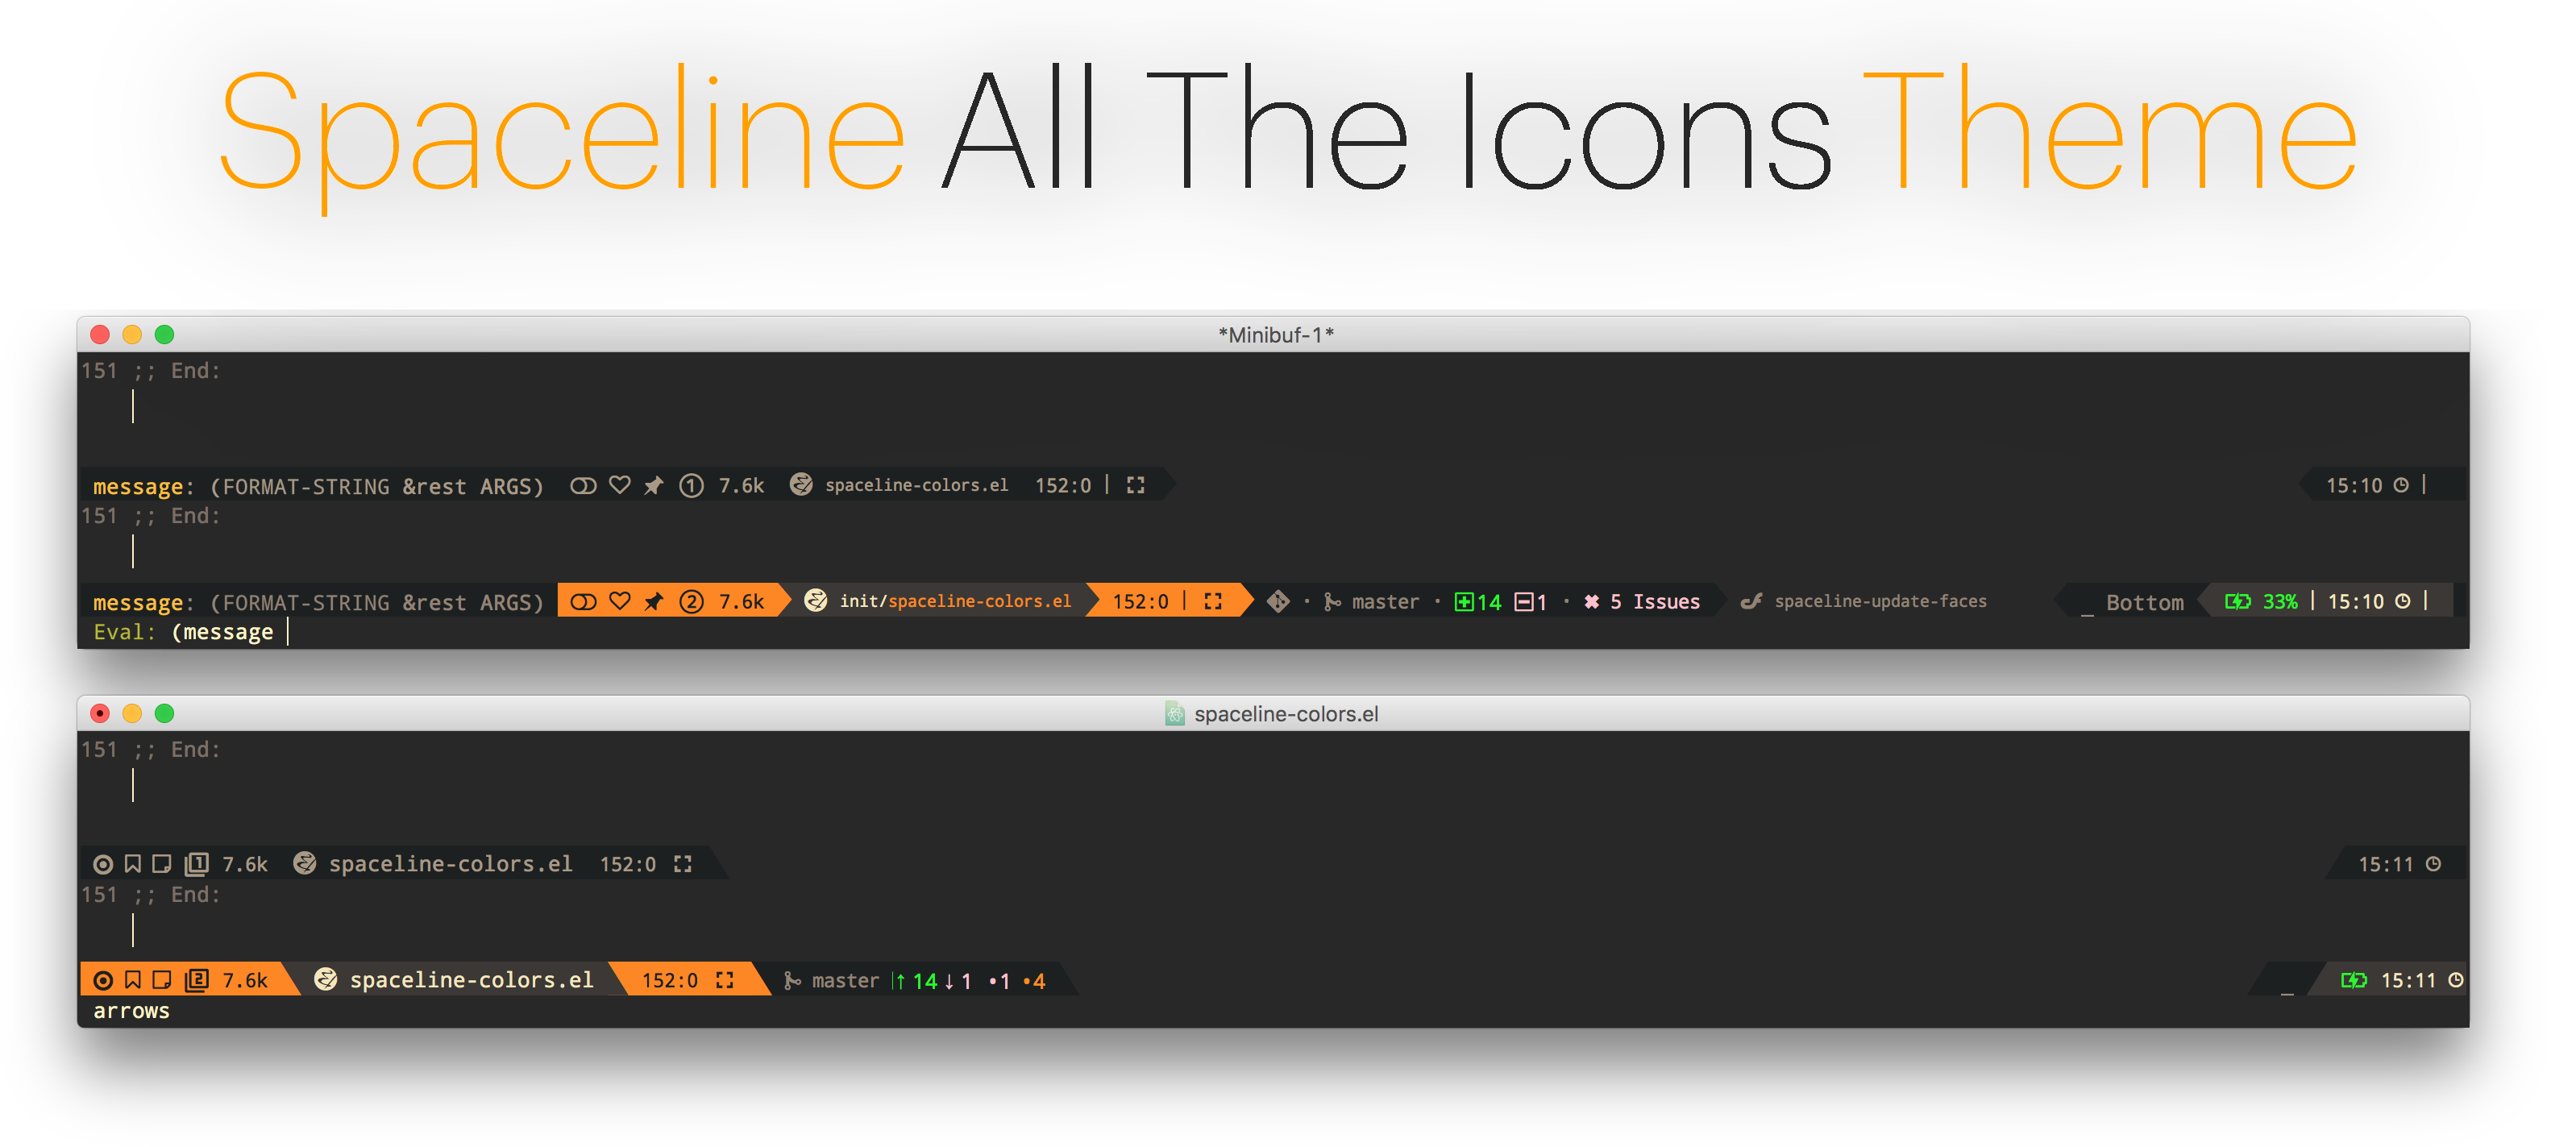 Spaceline All The Icons Theme
*Minibuf-1*
151 ;; End:
message: (FORMAT-STRING &rest ARGS) 1 7.6k spaceline-colors.el 152:0 | 15:10 |
151 ;; End:
message: (FORMAT-STRING &rest ARGS) 2 7.6k init/spaceline-colors.el 152:0 | · master · 14 1 · ✖ 5 Issues spaceline-update-faces _ Bottom 33% | 15:10 |
Eval: (message
spaceline-colors.el
151 ;; End:
1 7.6k spaceline-colors.el 152:0 15:11
151 ;; End:
2 7.6k spaceline-colors.el 152:0 master |↑ 14 ↓ 1 •1 •4 _ 15:11
arrows